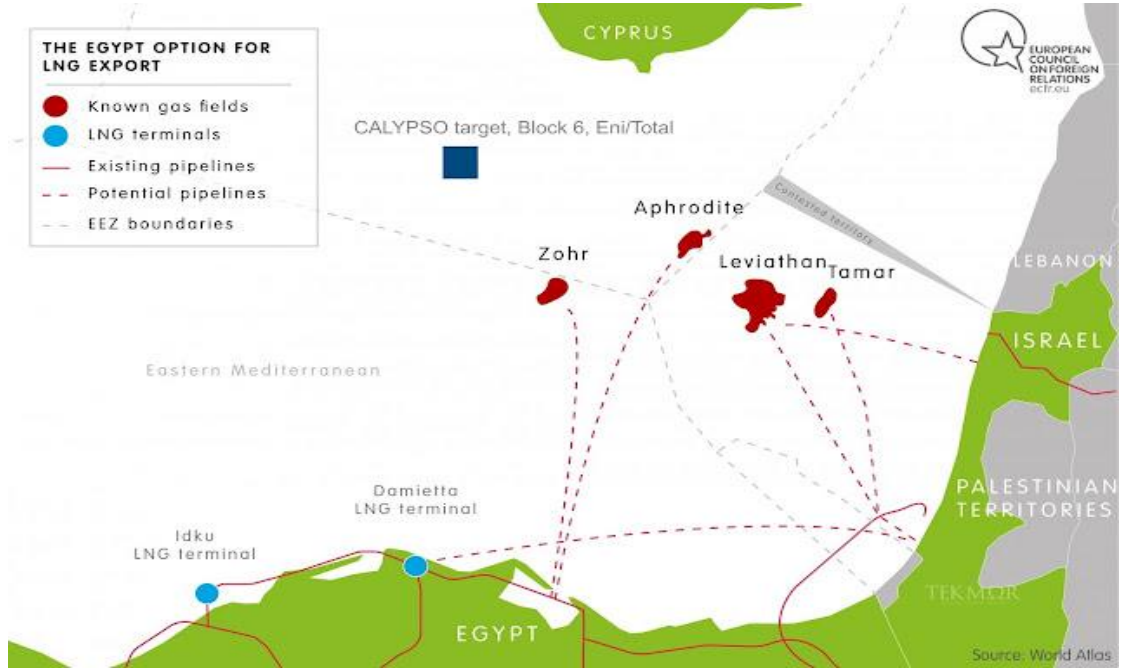 THE EGYPT OPTION FOR
LNG EXPORT
Known gas fields
LNG terminals
Existing pipelines
Potential pipelines
EEZ boundaries
CYPRUS
EUROPEAN
COUNCIL
ON FOREIGN
RELATIONS
ecfr.eu
CALYPSO target, Block 6, Eni/Total
Contested territory
Aphrodite
Zohr
Leviathan
Tamar
LEBANON
ISRAEL
Eastern Mediterranean
Damietta
LNG terminal
PALESTINIAN
TERRITORIES
Idku
LNG terminal
TEKMΩR
EGYPT
Source: World Atlas